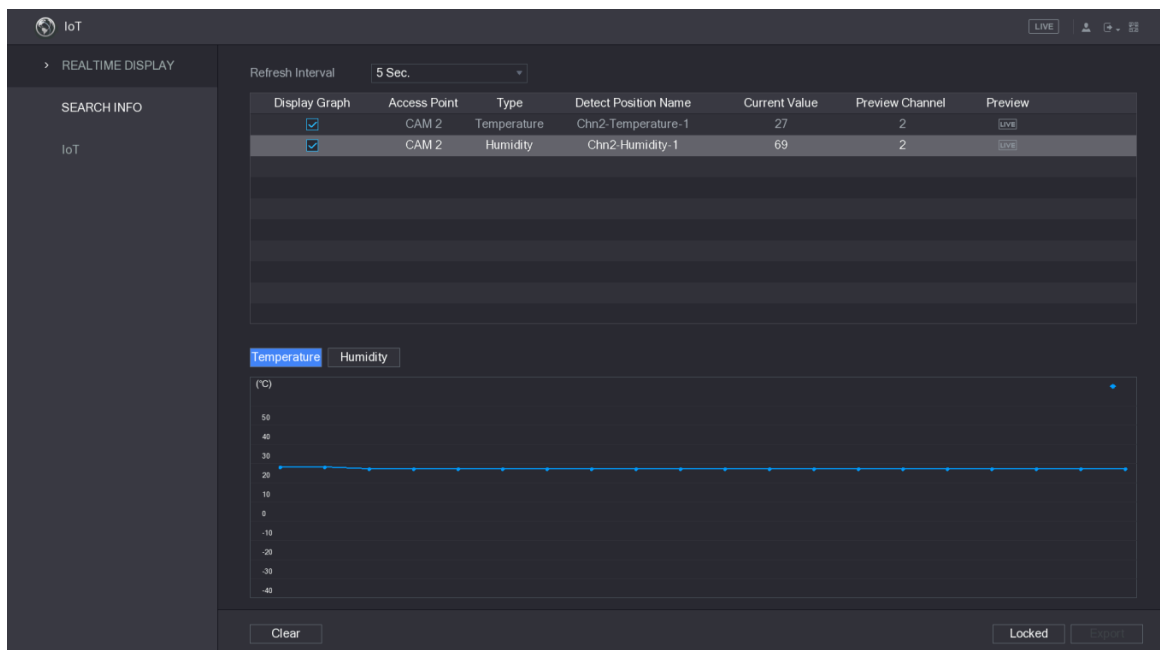 IoT LIVE
REALTIME DISPLAY
SEARCH INFO
IoT
Refresh Interval 5 Sec.
Display Graph Access Point Type Detect Position Name Current Value Preview Channel Preview
CAM 2 Temperature Chn2-Temperature-1 27 2 LIVE
CAM 2 Humidity Chn2-Humidity-1 69 2 LIVE
Temperature Humidity
(°C)
50
40
30
20
10
0
-10
-20
-30
-40
Clear Locked Export